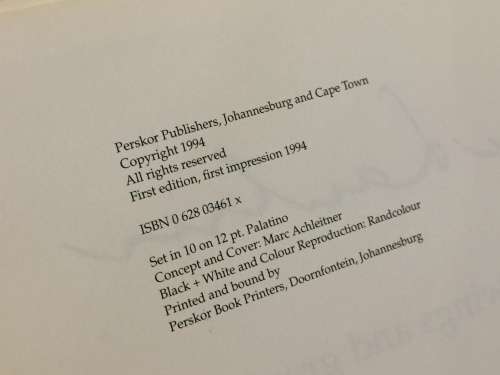 Perskor Publishers, Johannesburg and Cape Town
Copyright 1994
All rights reserved
First edition, first impression 1994
ISBN 0 628 03461 x
Set in 10 on 12 pt. Palatino
Concept and Cover: Marc Achleitner
Black + White and Colour Reproduction: Randcolour
Printed and bound by
Perskor Book Printers, Doornfontein, Johannesburg